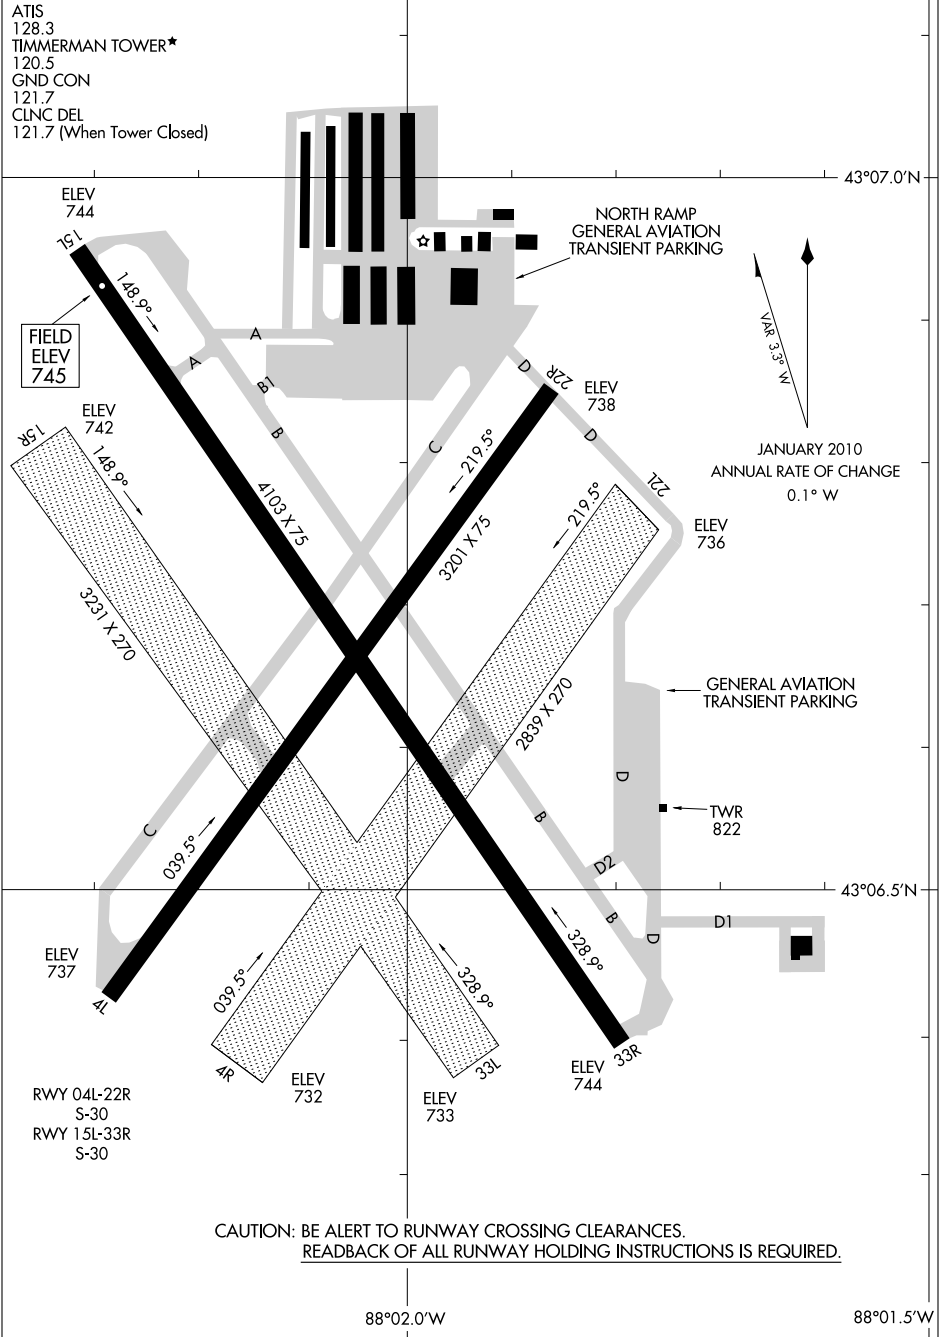 ATIS
128.3
TIMMERMAN TOWER★
120.5
GND CON
121.7
CLNC DEL
121.7 (When Tower Closed)
43°07.0'N
ELEV
744
15L
NORTH RAMP
GENERAL AVIATION
TRANSIENT PARKING
148.9°
VAR 3.3° W
FIELD
ELEV
745
A
A
B1
D
22R
ELEV
738
ELEV
742
15R
B
C
D
JANUARY 2010
ANNUAL RATE OF CHANGE
0.1° W
148.9°
219.5°
4103 X 75
3201 X 75
219.5°
22L
ELEV
736
3231 X 270
2839 X 270
GENERAL AVIATION
TRANSIENT PARKING
D
TWR
822
C
B
039.5°
D2
43°06.5'N
B
D
D1
328.9°
ELEV
737
4L
039.5°
328.9°
4R
ELEV
732
33L
ELEV
733
ELEV
744
33R
RWY 04L-22R
S-30
RWY 15L-33R
S-30
CAUTION: BE ALERT TO RUNWAY CROSSING CLEARANCES.
READBACK OF ALL RUNWAY HOLDING INSTRUCTIONS IS REQUIRED.
88°02.0'W
88°01.5'W